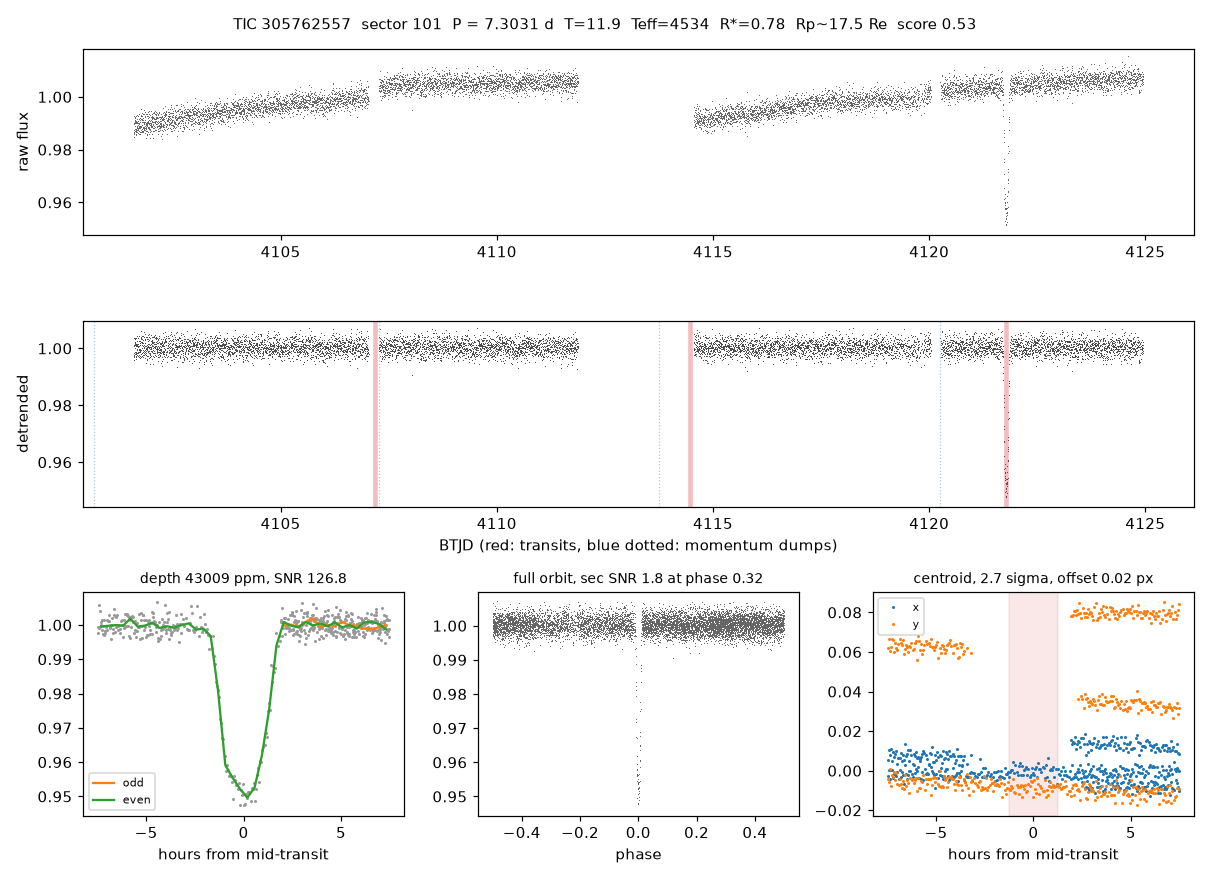 TIC 305762557 sector 101 P = 7.3031 d T=11.9 Teff=4534 R*=0.78 Rp~17.5 Re score 0.53
raw flux
1.00
0.98
0.96
4105 4110 4115 4120 4125
detrended
1.00
0.98
0.96
4105 4110 4115 4120 4125
BTJD (red: transits, blue dotted: momentum dumps)
depth 43009 ppm, SNR 126.8
1.00
0.99
0.98
0.97
0.96
0.95
odd
even
−5 0 5
hours from mid-transit
full orbit, sec SNR 1.8 at phase 0.32
1.00
0.99
0.98
0.97
0.96
0.95
−0.4 −0.2 0.0 0.2 0.4
phase
centroid, 2.7 sigma, offset 0.02 px
x
y
0.08
0.06
0.04
0.02
0.00
−0.02
−5 0 5
hours from mid-transit